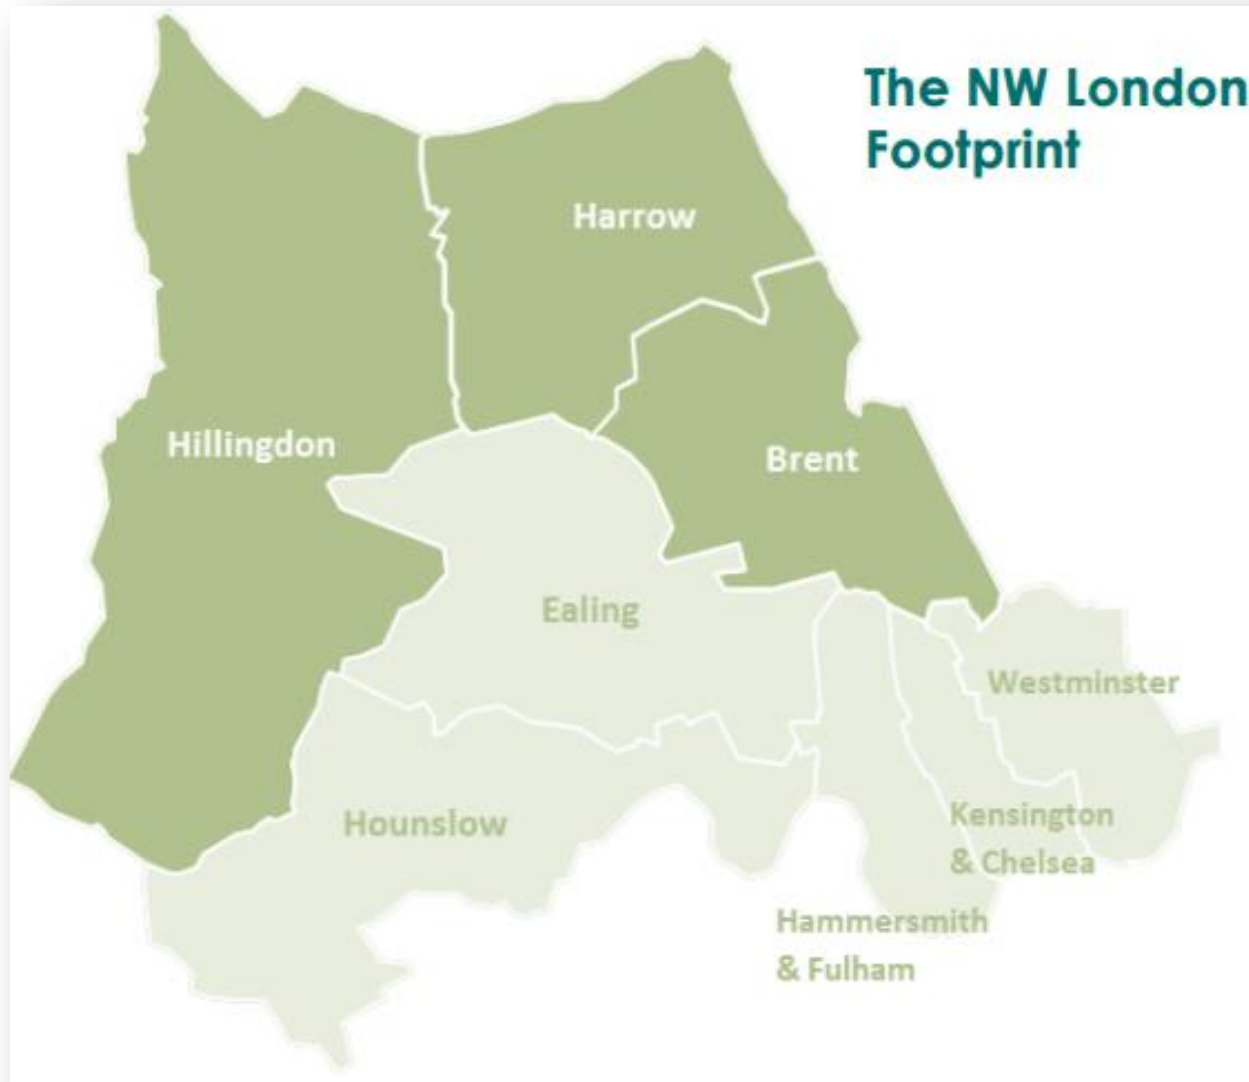 The NW London
Footprint
Harrow
Hillingdon
Brent
Ealing
Westminster
Hounslow
Kensington
& Chelsea
Hammersmith
& Fulham